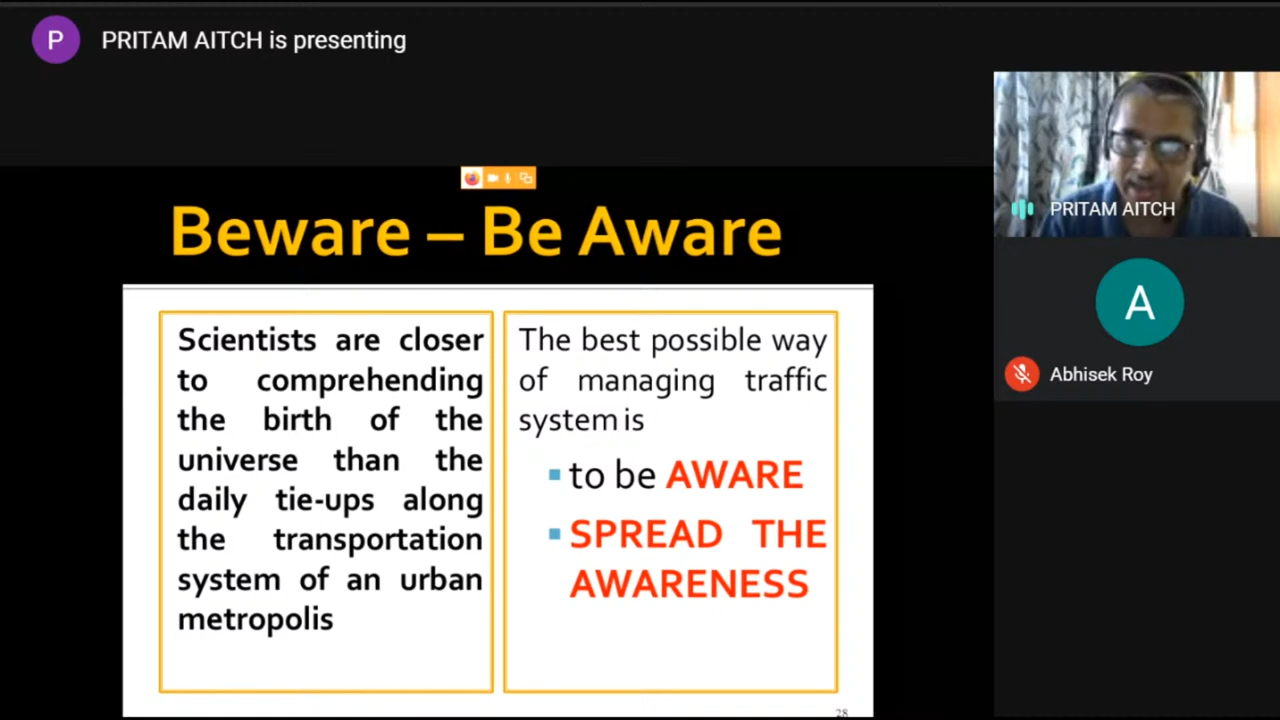 P
PRITAM AITCH is presenting
Beware – Be Aware
Scientists are closer
to comprehending
the birth of the
universe than the
daily tie-ups along
the transportation
system of an urban
metropolis
The best possible way
of managing traffic
system is
to be AWARE
SPREAD THE
AWARENESS
28
PRITAM AITCH
A
Abhisek Roy